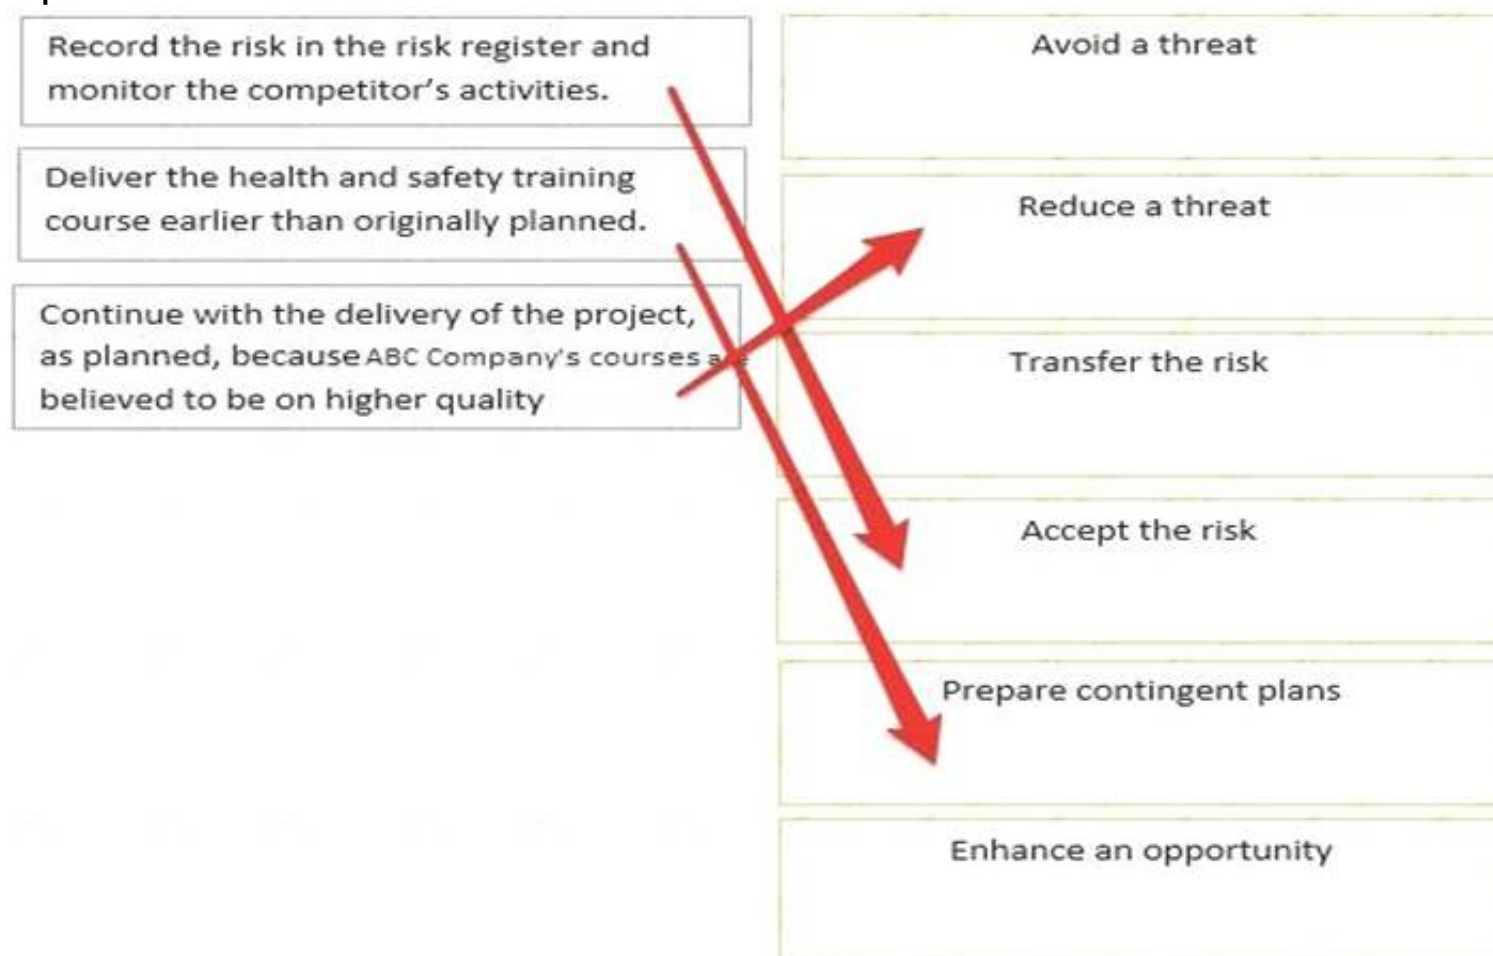 Record the risk in the risk register and
monitor the competitor's activities.
Deliver the health and safety training
course earlier than originally planned.
Continue with the delivery of the project,
as planned, because ABC Company's courses are
believed to be on higher quality
Avoid a threat
Reduce a threat
Transfer the risk
Accept the risk
Prepare contingent plans
Enhance an opportunity